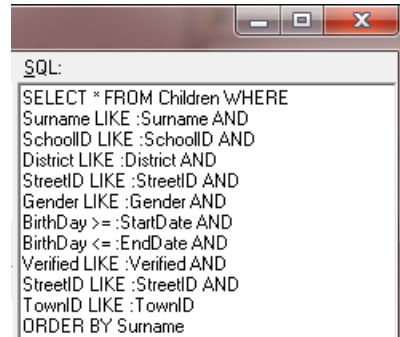 SQL:
SELECT * FROM Children WHERE
Surname LIKE :Surname AND
SchoolID LIKE :SchoolID AND
District LIKE :District AND
StreetID LIKE :StreetID AND
Gender LIKE :Gender AND
BirthDay >= :StartDate AND
BirthDay <= :EndDate AND
Verified LIKE :Verified AND
StreetID LIKE :StreetID AND
TownID LIKE :TownID
ORDER BY Surname